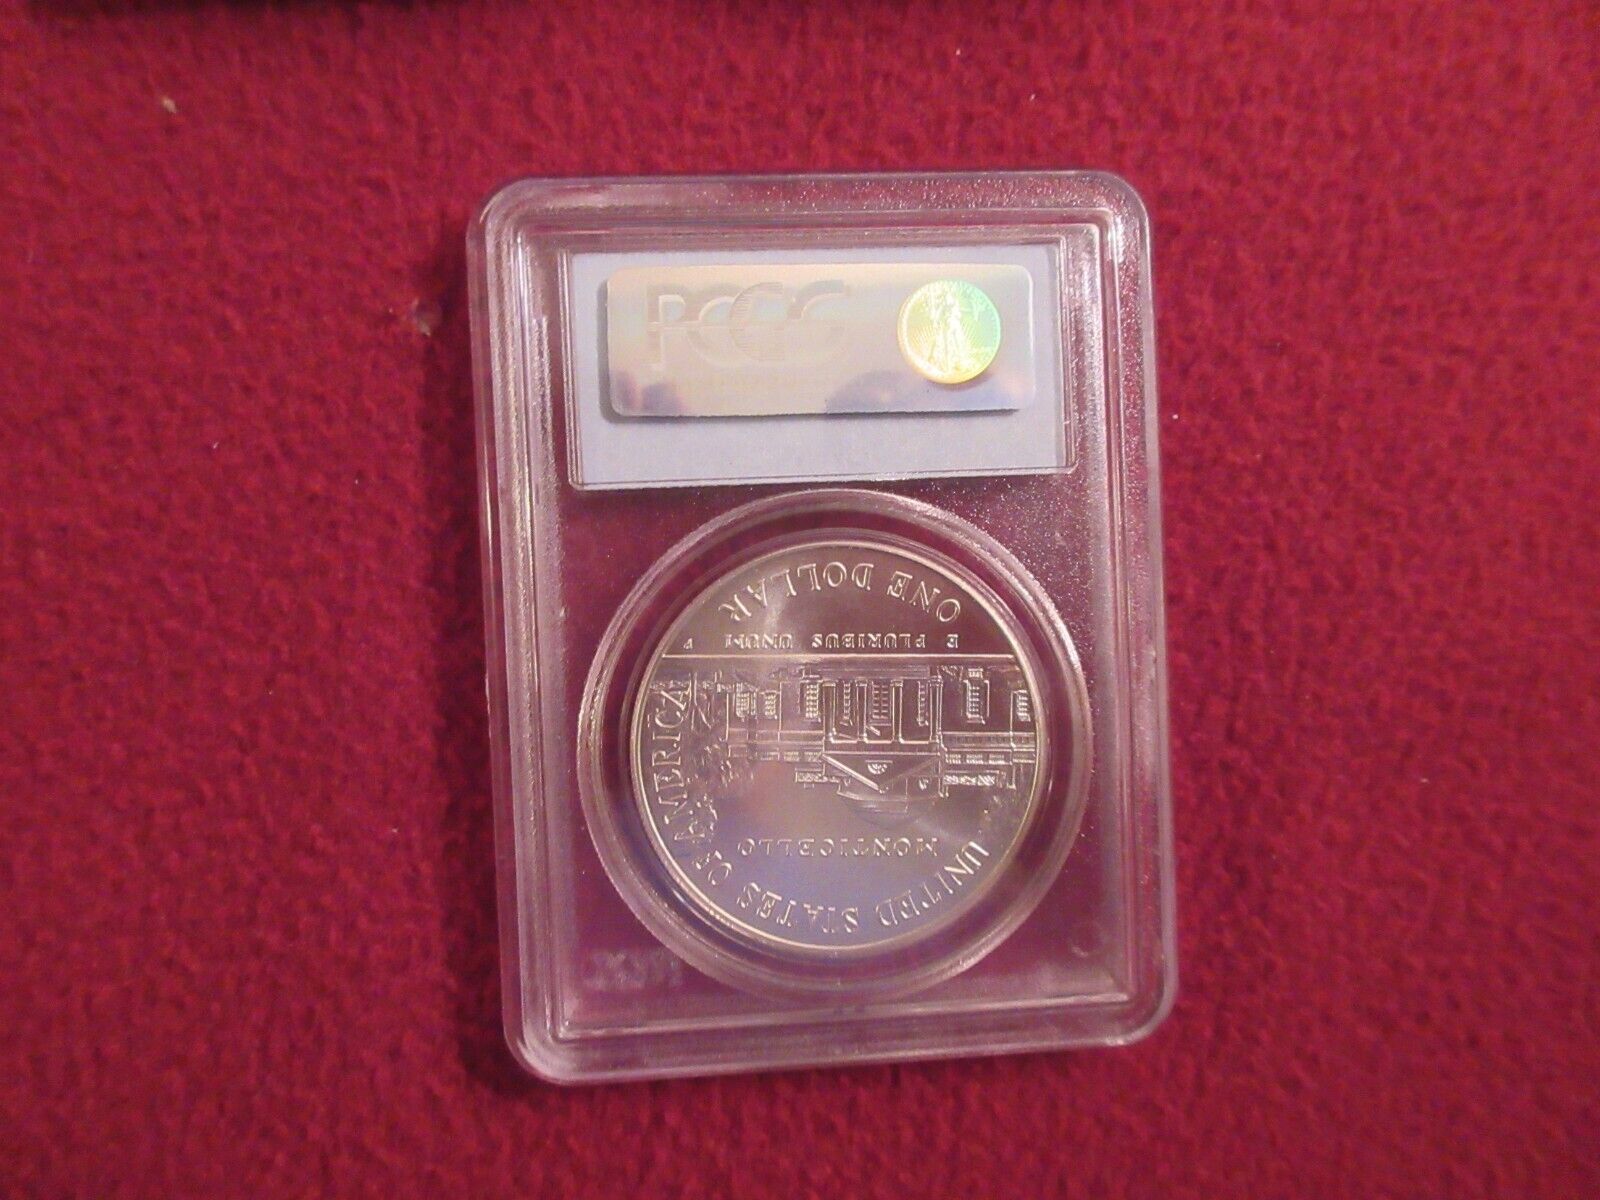 PCGS
ONE DOLLAR
E PLURIBUS UNUM
P
MONTICELLO
UNITED STATES OF AMERICA